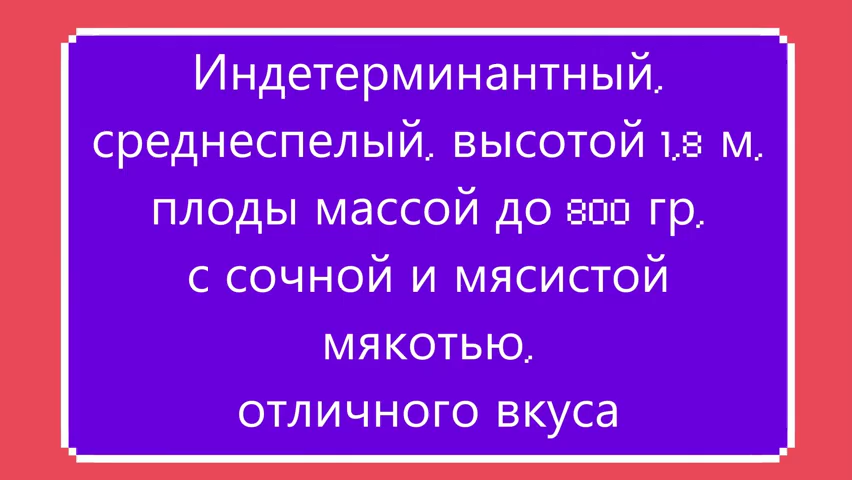 Индетерминантный,
среднеспелый, высотой 1,8 м,
плоды массой до 800 гр,
с сочной и мясистой
мякотью,
отличного вкуса